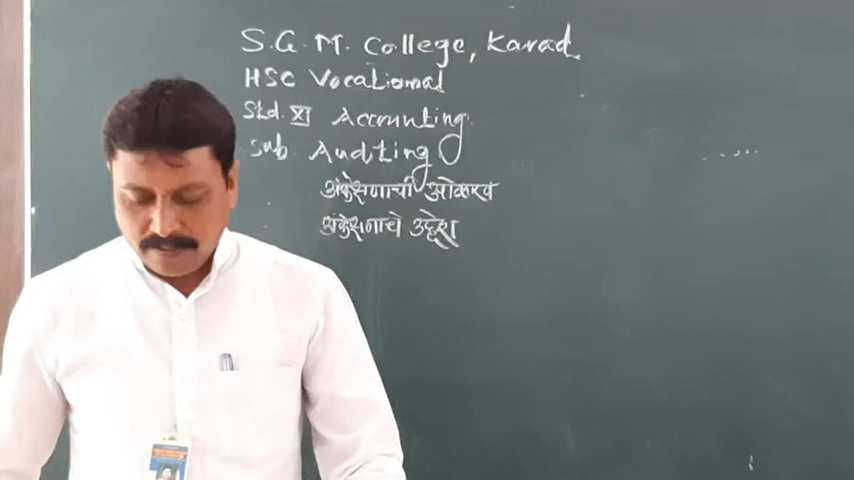 S.G.M. College, Karad
HSC Vocational
Std. XI Accounting
Sub Auditing
अंकेक्षणाची ओळख
अंकेक्षणाचे उद्देश